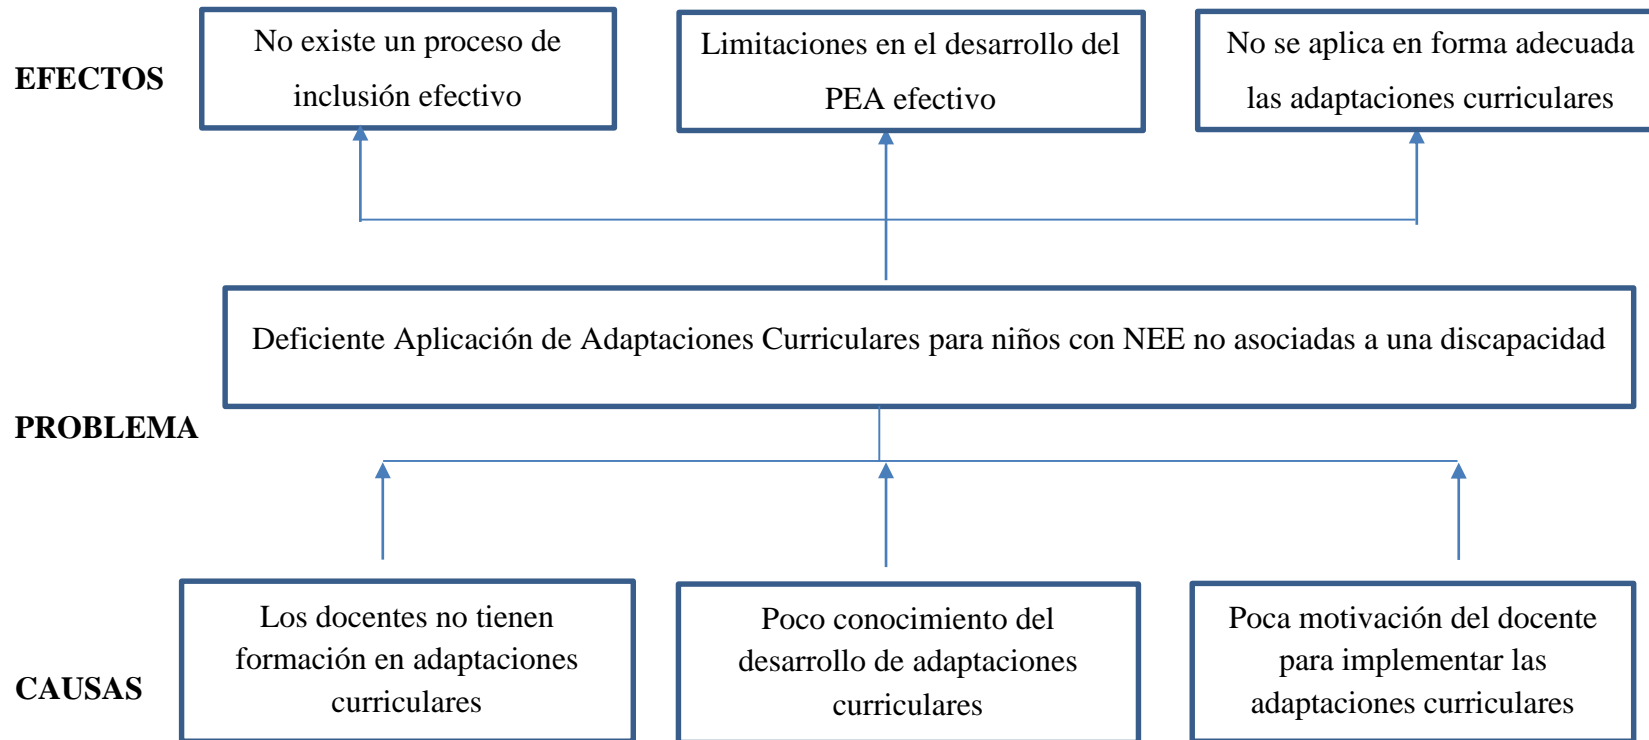 EFECTOS
No existe un proceso de
inclusión efectivo
Limitaciones en el desarrollo del
PEA efectivo
No se aplica en forma adecuada
las adaptaciones curriculares
PROBLEMA
Deficiente Aplicación de Adaptaciones Curriculares para niños con NEE no asociadas a una discapacidad
CAUSAS
Los docentes no tienen
formación en adaptaciones
curriculares
Poco conocimiento del
desarrollo de adaptaciones
curriculares
Poca motivación del docente
para implementar las
adaptaciones curriculares